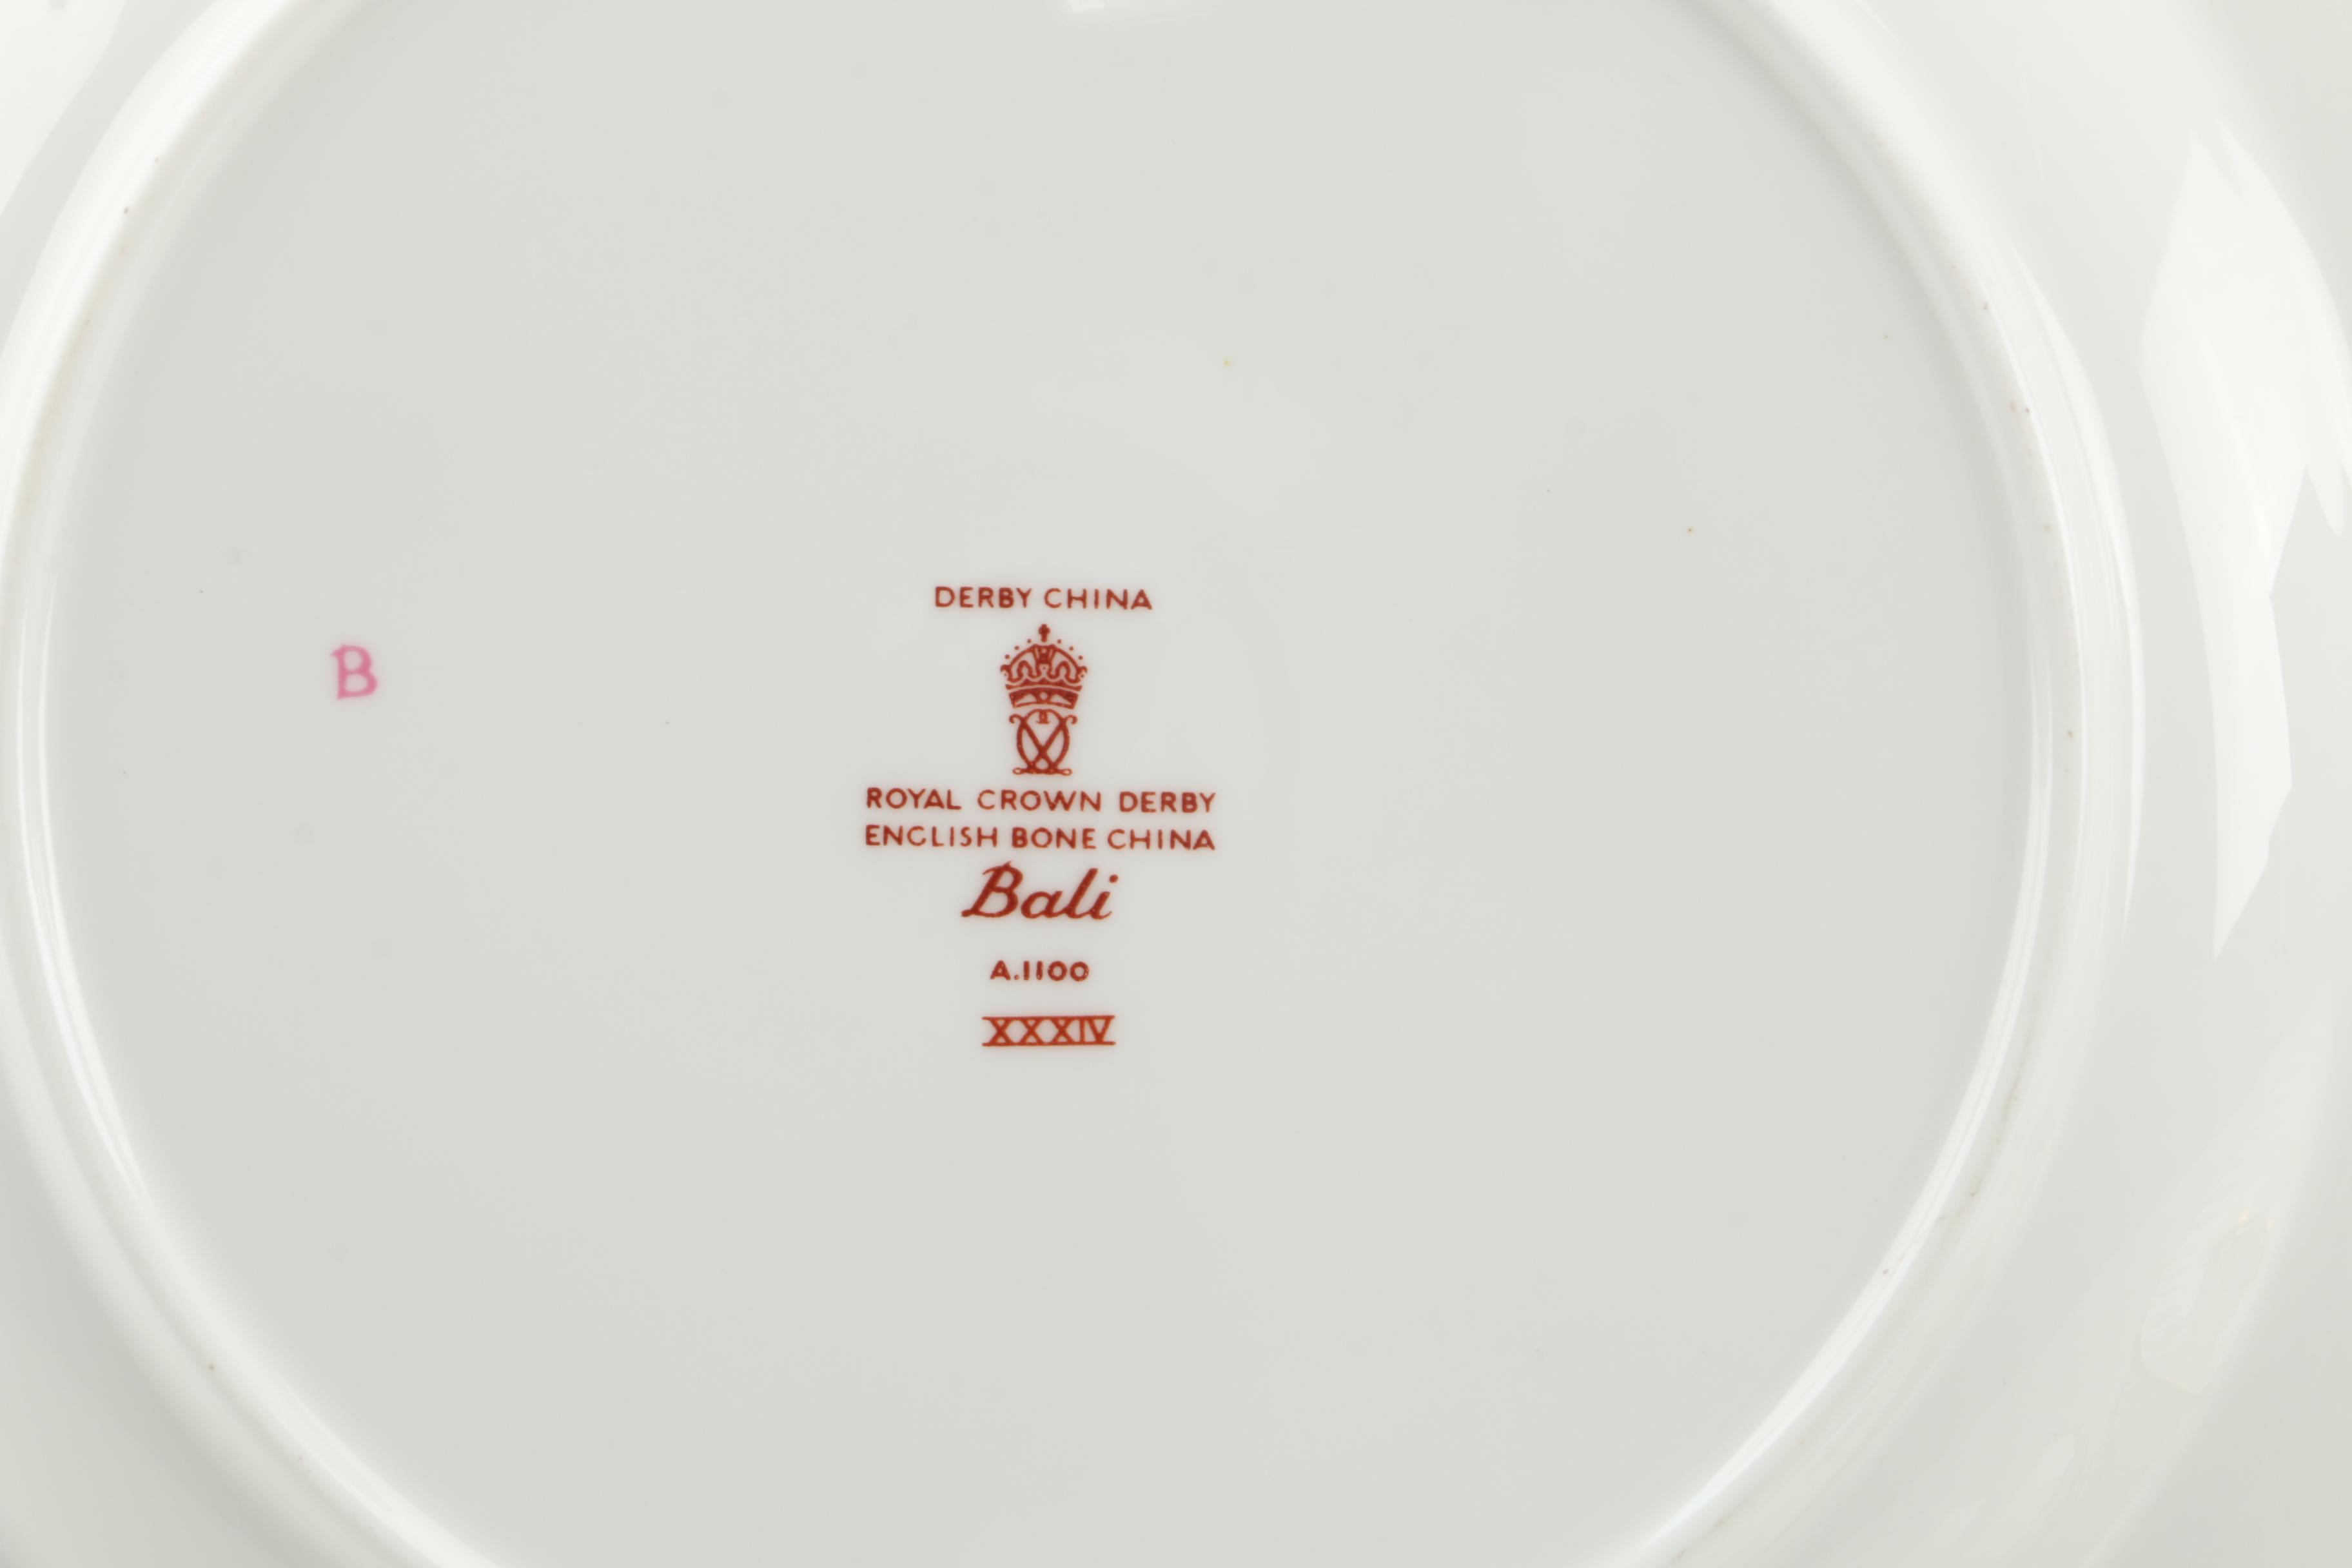 DERBY CHINA
B
ROYAL CROWN DERBY
ENGLISH BONE CHINA
Bali
A.1100
XXXIV